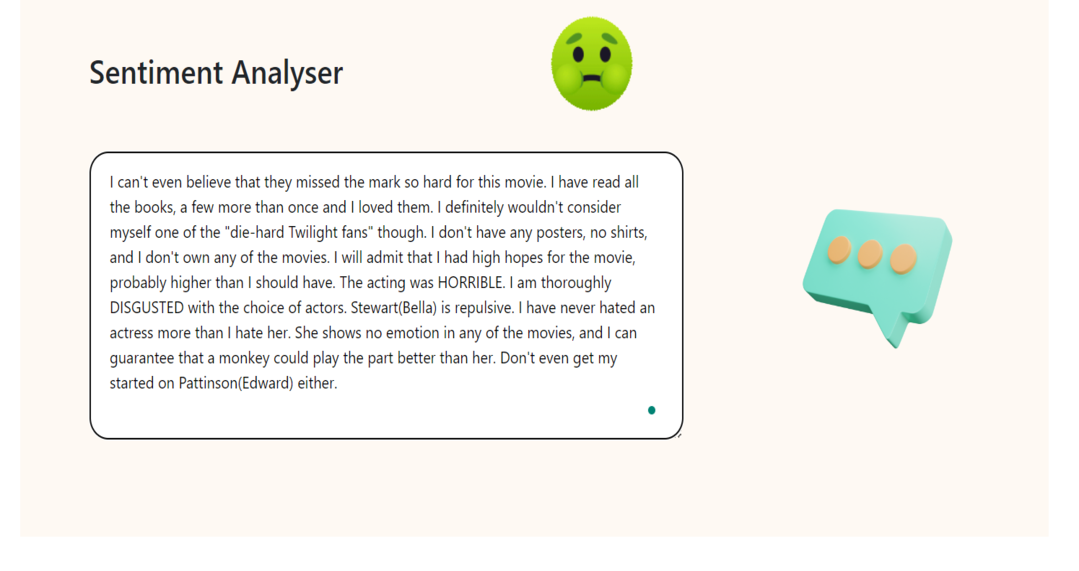 Sentiment Analyser
I can't even believe that they missed the mark so hard for this movie. I have read all
the books, a few more than once and I loved them. I definitely wouldn't consider
myself one of the "die-hard Twilight fans" though. I don't have any posters, no shirts,
and I don't own any of the movies. I will admit that I had high hopes for the movie,
probably higher than I should have. The acting was HORRIBLE. I am thoroughly
DISGUSTED with the choice of actors. Stewart(Bella) is repulsive. I have never hated an
actress more than I hate her. She shows no emotion in any of the movies, and I can
guarantee that a monkey could play the part better than her. Don't even get my
started on Pattinson(Edward) either.